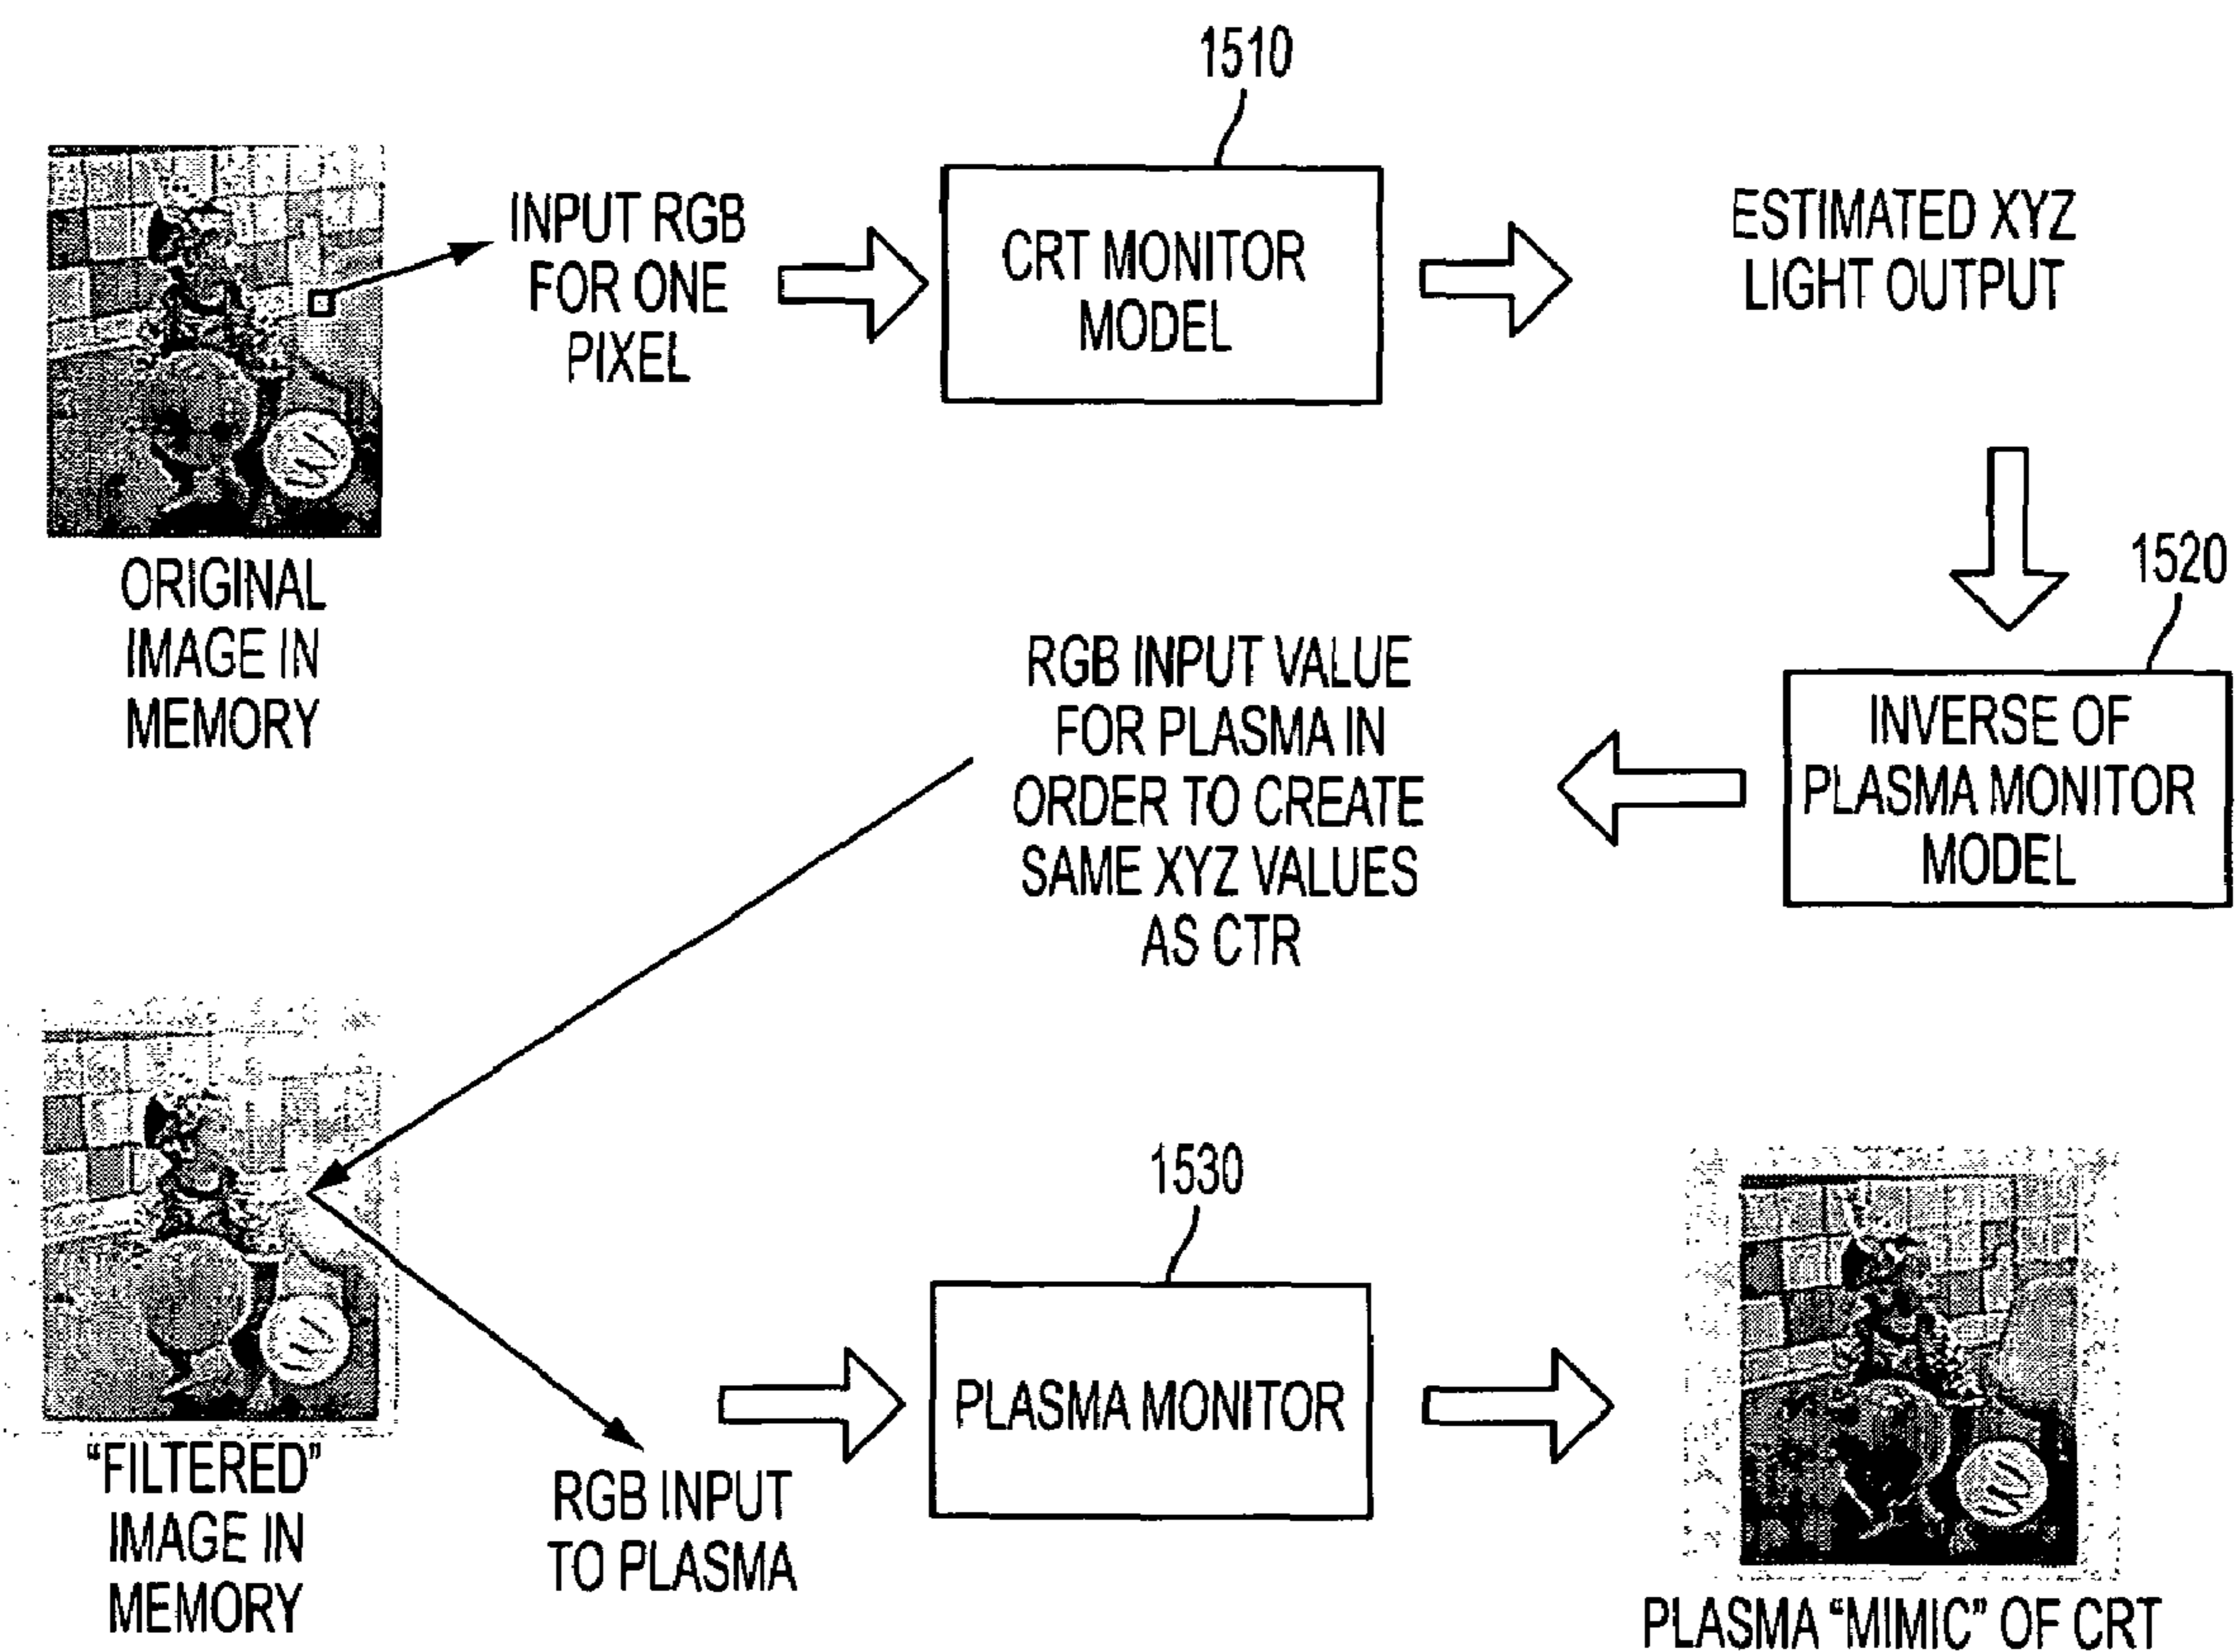 1510
INPUT RGB
FOR ONE
PIXEL
CRT MONITOR
MODEL
ESTIMATED XYZ
LIGHT OUTPUT
ORIGINAL
IMAGE IN
MEMORY
1520
INVERSE OF
PLASMA MONITOR
MODEL
RGB INPUT VALUE
FOR PLASMA IN
ORDER TO CREATE
SAME XYZ VALUES
AS CTR
"FILTERED"
IMAGE IN
MEMORY
RGB INPUT
TO PLASMA
1530
PLASMA MONITOR
PLASMA "MIMIC" OF CRT